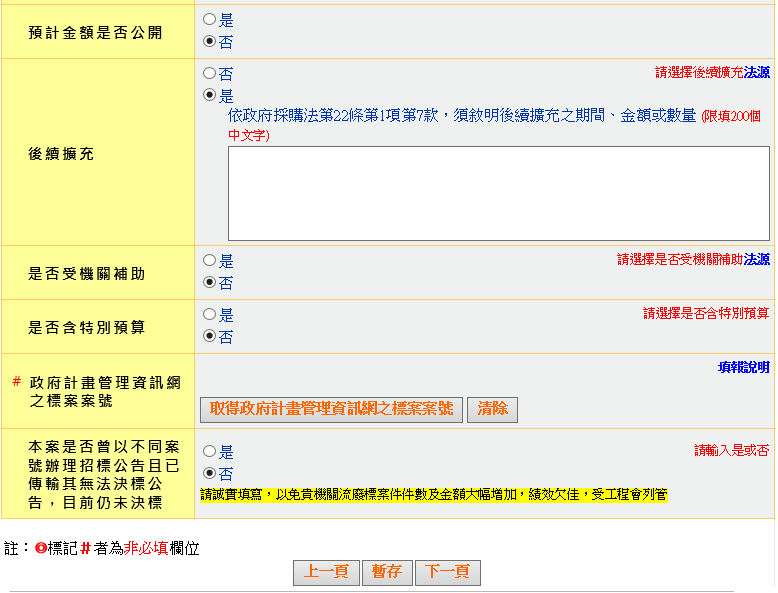 預計金額是否公開
是
否
後續擴充
否
請選擇後續擴充法源
是
依政府採購法第22條第1項第7款，須敘明後續擴充之期間、金額或數量 (限填200個
中文字)
是否受機關補助
是
請選擇是否受機關補助法源
否
是否含特別預算
是
請選擇是否含特別預算
否
# 政府計畫管理資訊網
之標案案號
填報說明
取得政府計畫管理資訊網之標案案號 清除
本案是否曾以不同案
號辦理招標公告且已
傳輸其無法決標公
告，目前仍未決標
是
請輸入是或否
否
請誠實填寫，以免貴機關流廢標案件件數及金額大幅增加，績效欠佳，受工程會列管
註：◎標記#者為非必填欄位
上一頁 暫存 下一頁